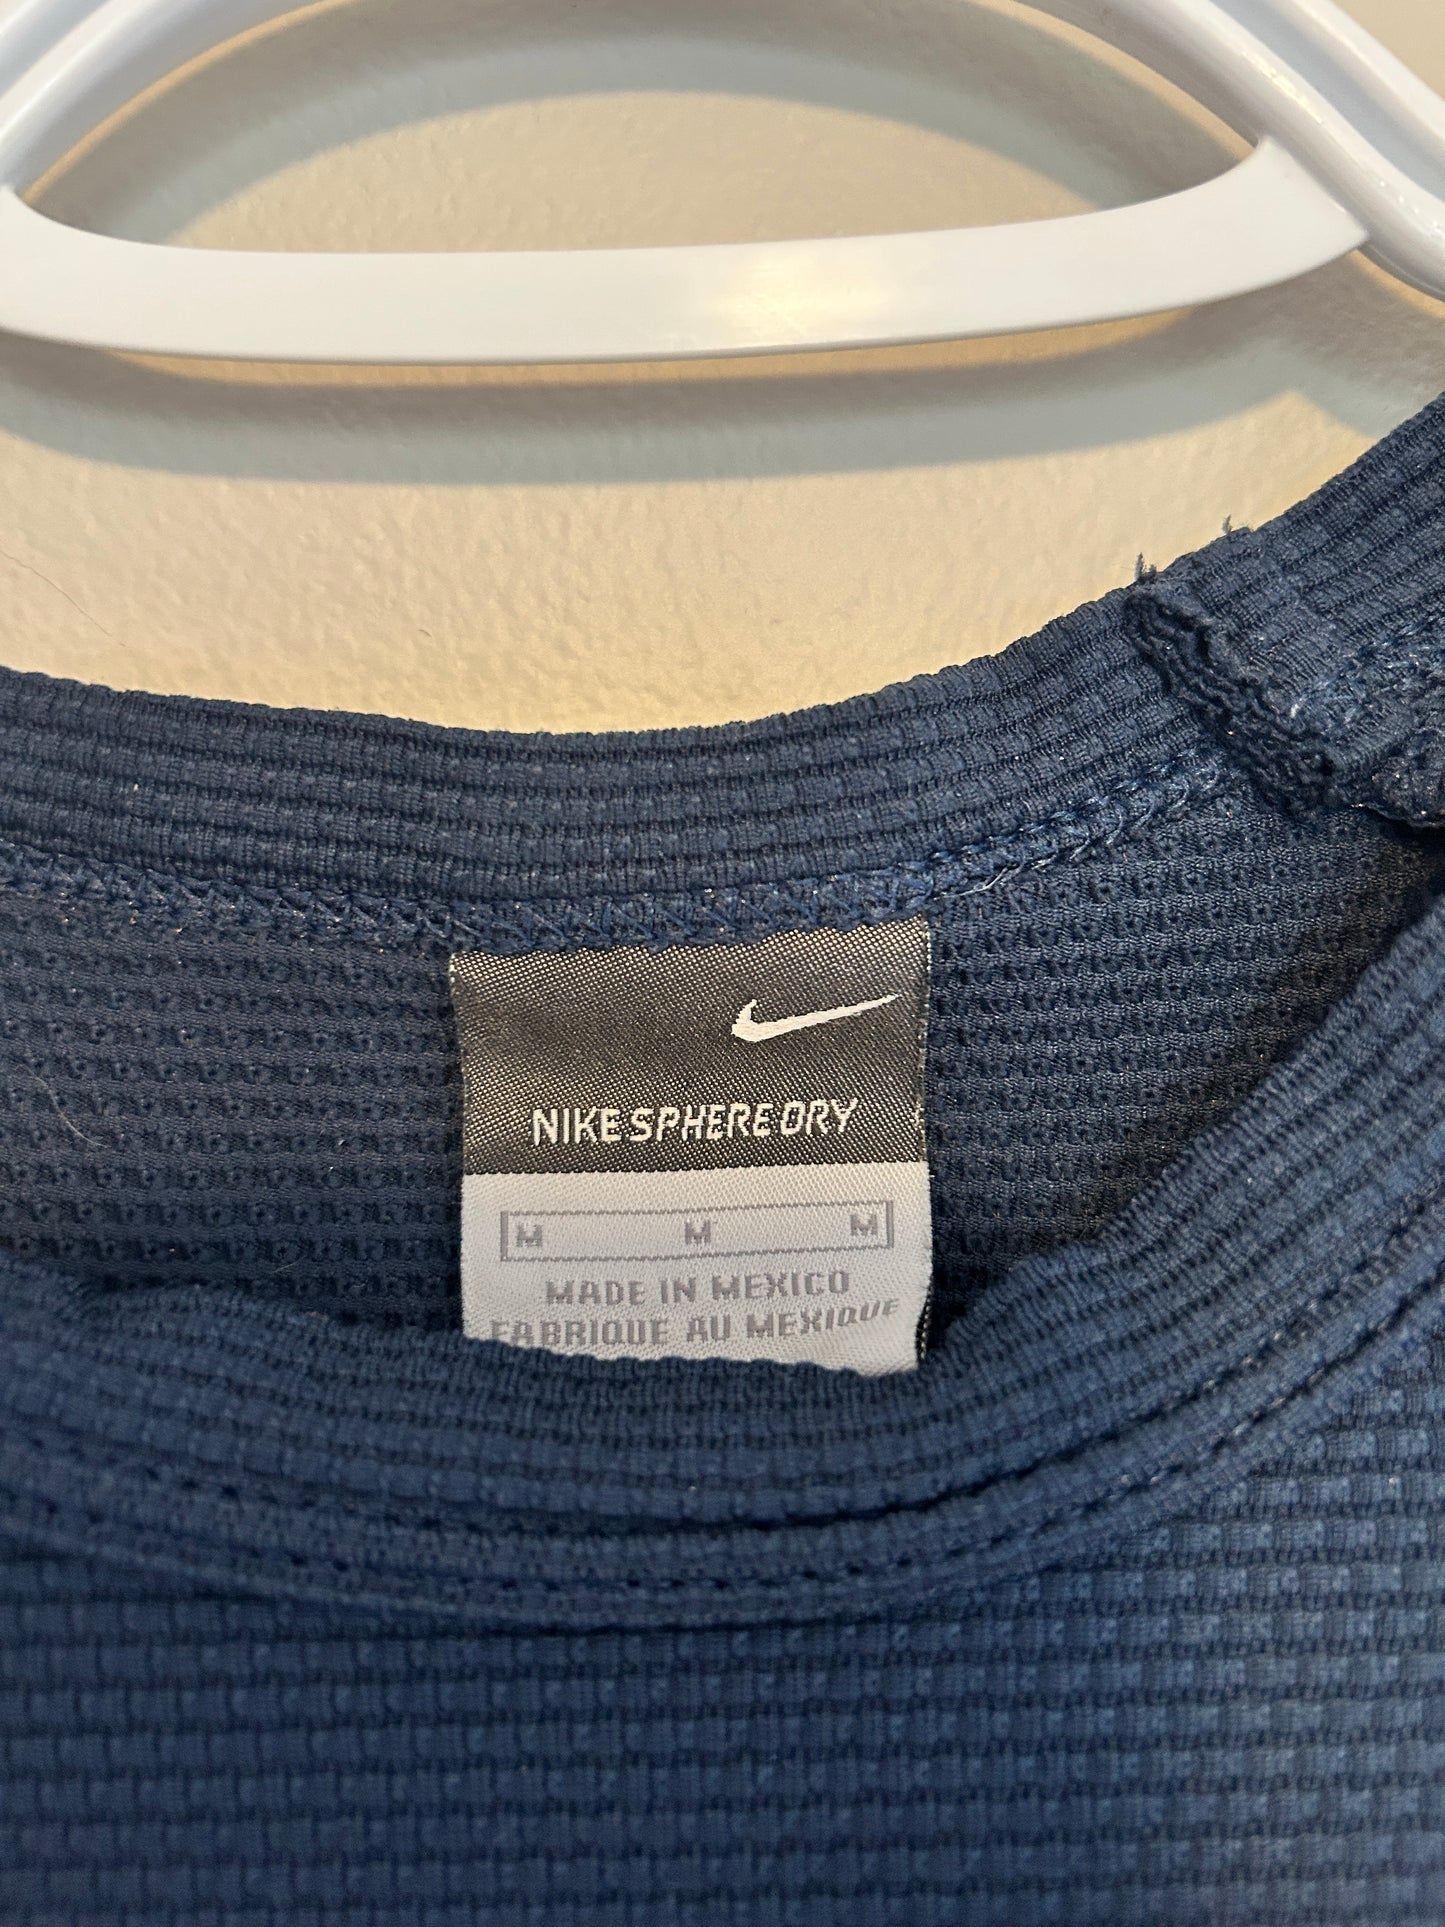 NIKE SPHERE DRY
M M M
MADE IN MEXICO
FABRIQUE AU MEXIQUE